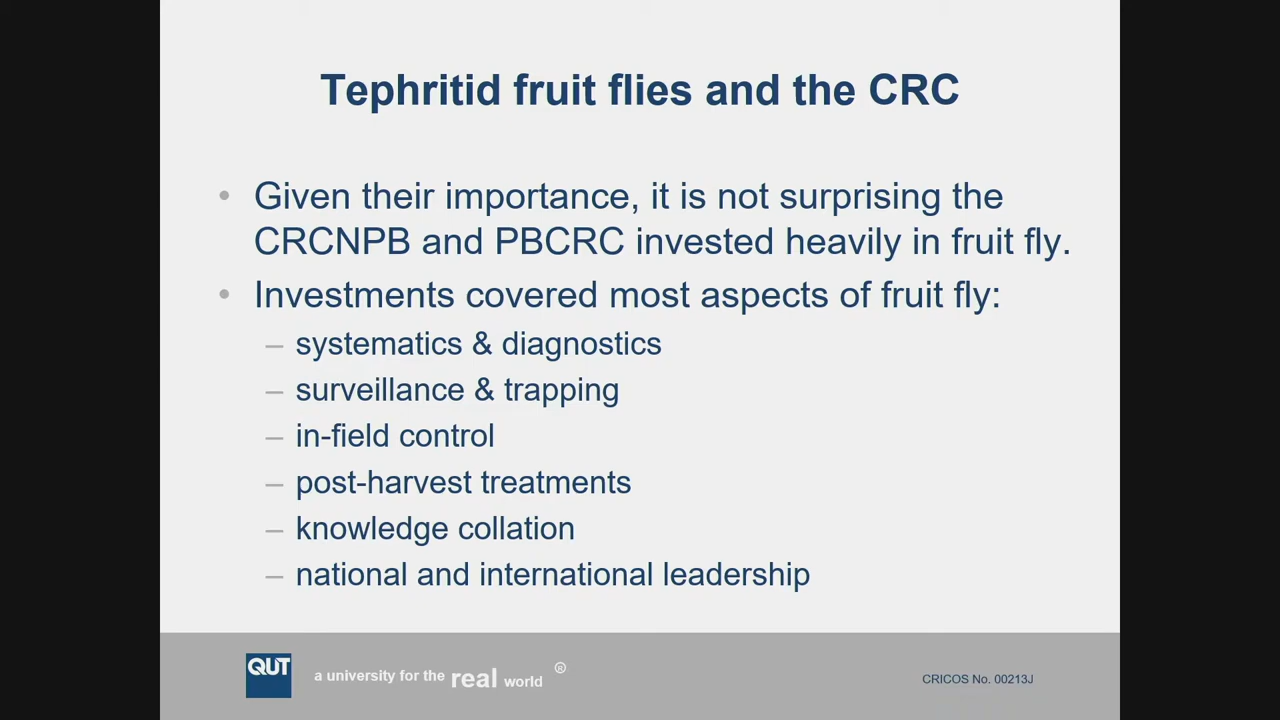 Tephritid fruit flies and the CRC
• Given their importance, it is not surprising the
CRCNPB and PBCRC invested heavily in fruit fly.
• Investments covered most aspects of fruit fly:
– systematics & diagnostics
– surveillance & trapping
– in-field control
– post-harvest treatments
– knowledge collation
– national and international leadership
QUT
a university for the real world ®
CRICOS No. 00213J